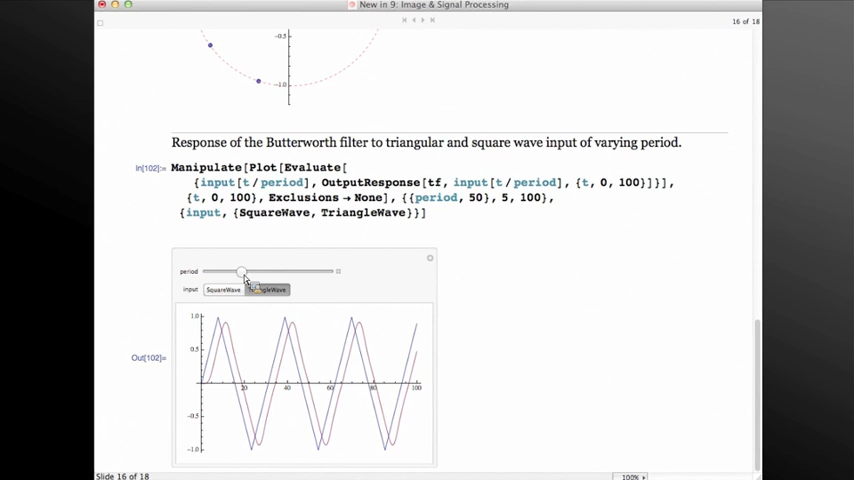 New in 9: Image & Signal Processing
16 of 18
-0.5
-1.0
Response of the Butterworth filter to triangular and square wave input of varying period.
In[102]:= Manipulate[Plot[Evaluate[
{input[t/period], OutputResponse[tf, input[t/period], {t, 0, 100}]}],
{t, 0, 100}, Exclusions → None], {{period, 50}, 5, 100},
{input, {SquareWave, TriangleWave}}]
period
input SquareWave
1.0
0.5
20 40 60 80 100
Out[102]=
-0.5
-1.0
Slide 16 of 18
100%